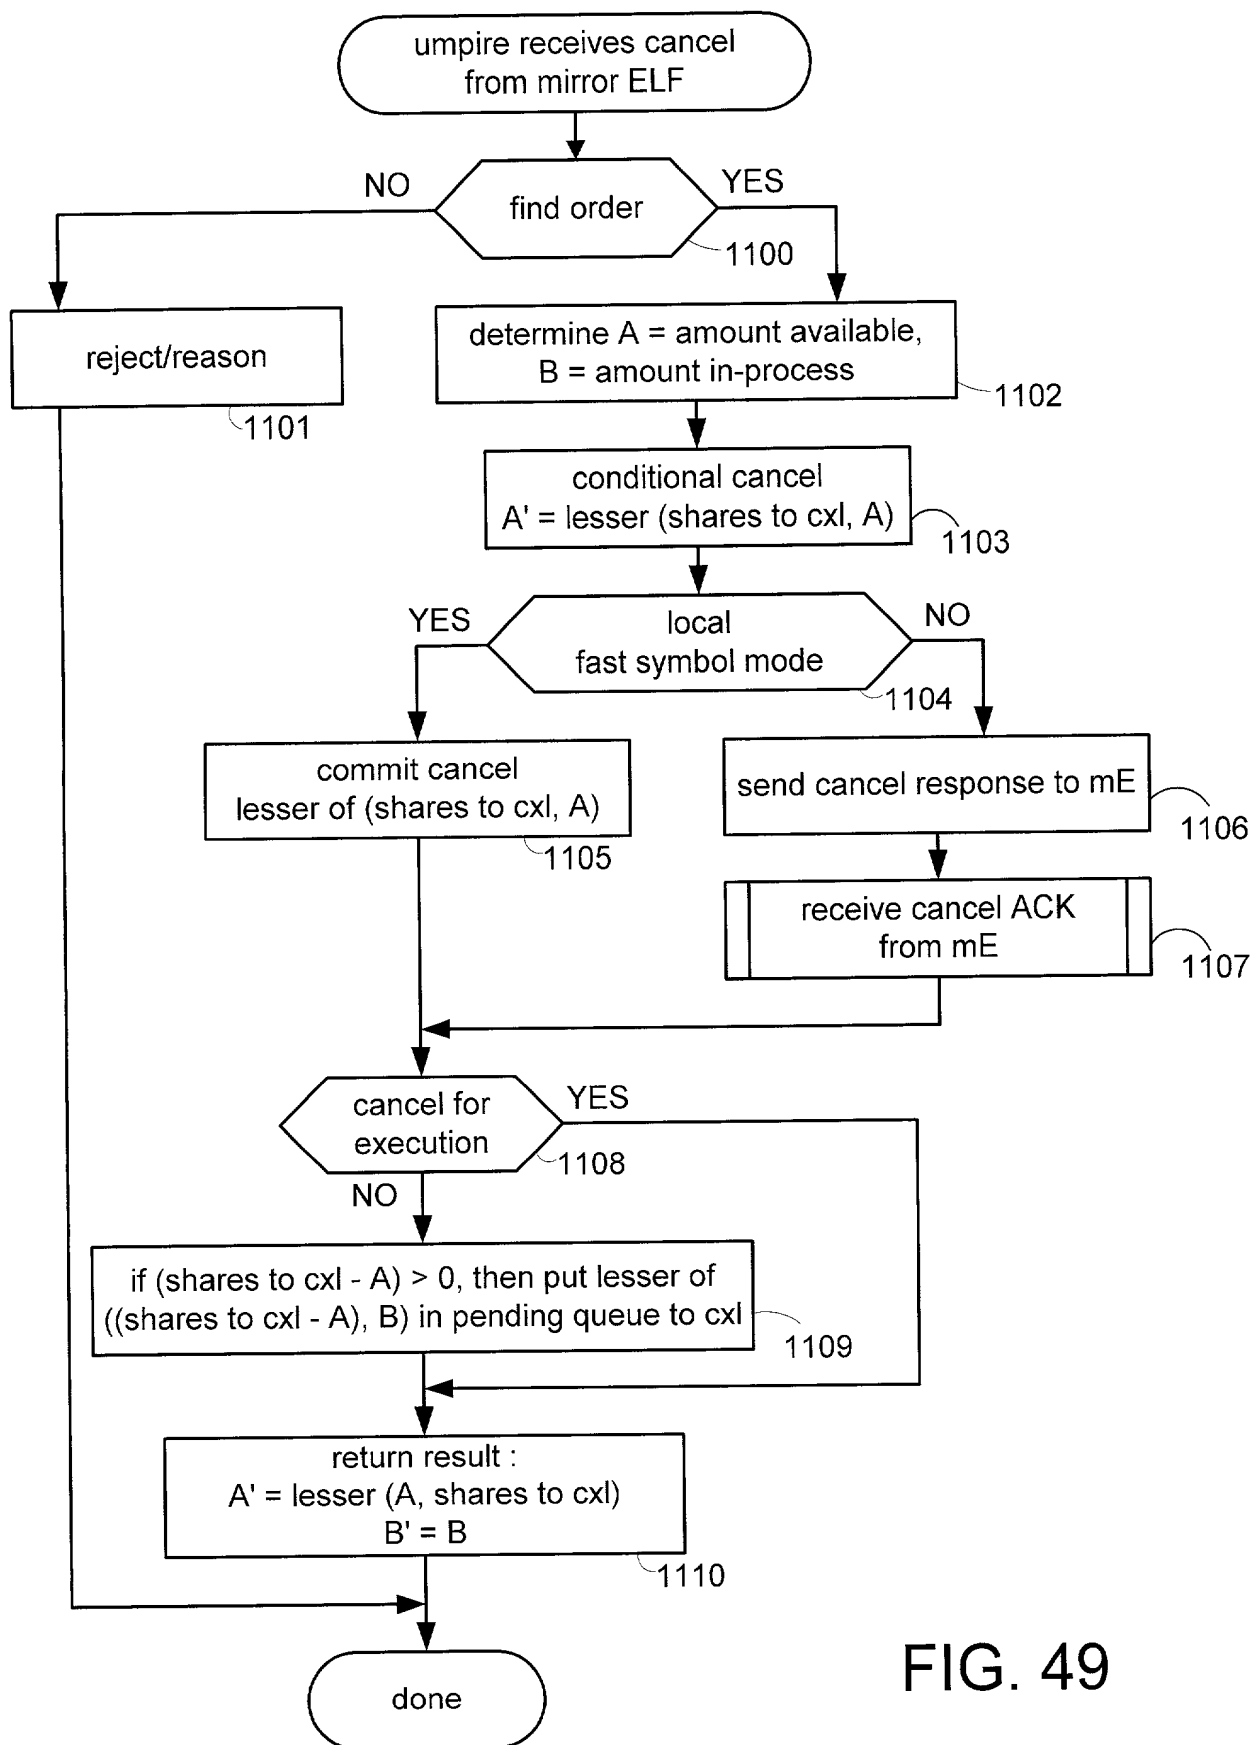 umpire receives cancel
from mirror ELF
NO
YES
find order
1100
reject/reason
1101
determine A = amount available,
B = amount in-process
1102
conditional cancel
A' = lesser (shares to cxl, A)
1103
YES
NO
local
fast symbol mode
1104
commit cancel
lesser of (shares to cxl, A)
1105
send cancel response to mE
1106
receive cancel ACK
from mE
1107
cancel for
execution
YES
1108
NO
if (shares to cxl - A) > 0, then put lesser of
((shares to cxl - A), B) in pending queue to cxl
1109
return result :
A' = lesser (A, shares to cxl)
B' = B
1110
done
FIG. 49